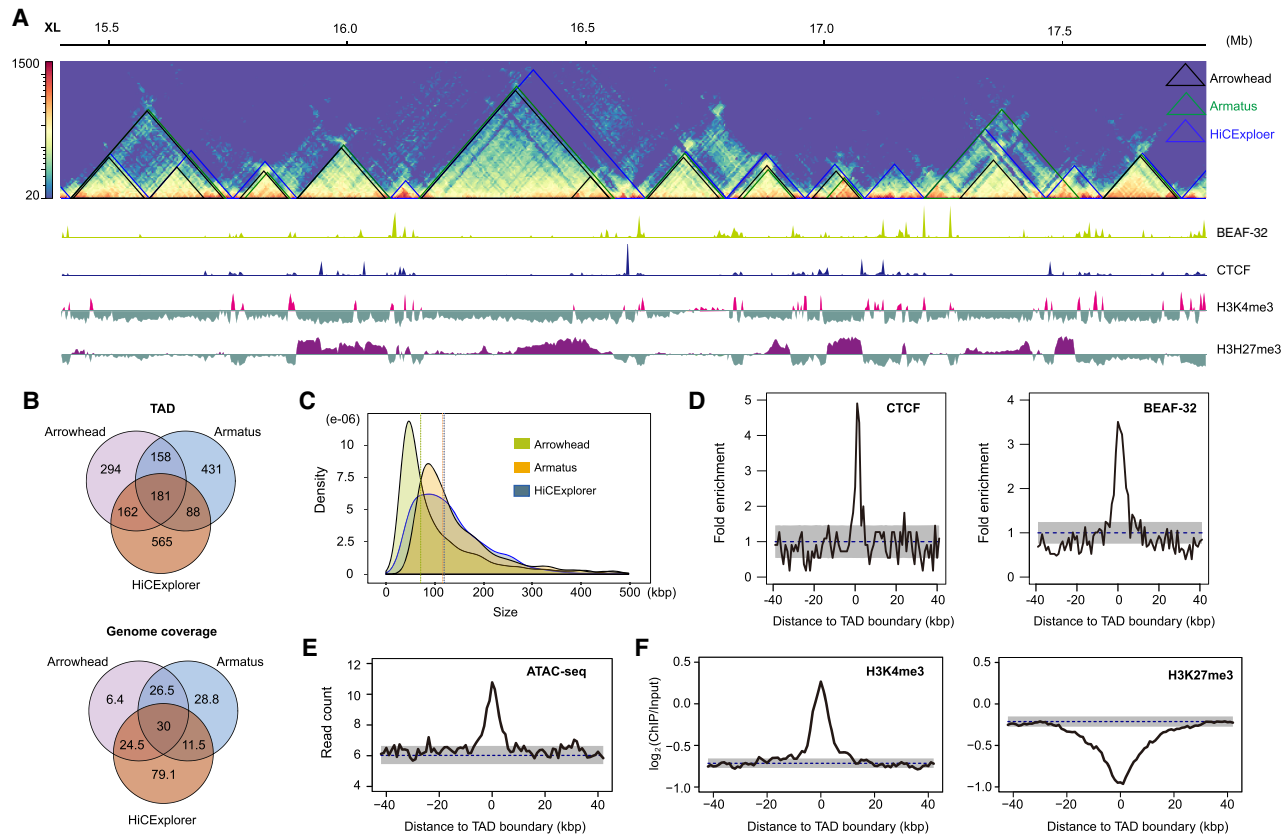 A
XL 15.5 16.0 16.5 17.0 17.5 (Mb)
1500
20
Arrowhead
Armatus
HiCExploer
BEAF-32
CTCF
H3K4me3
H3H27me3
B
TAD
Arrowhead Armatus
294 158 431
181
162 88
565
HiCExplorer
Genome coverage
Arrowhead Armatus
6.4 26.5 28.8
30
24.5 11.5
79.1
HiCExplorer
C
(e-06)
10
7.5
5
2.5
0
Density
Arrowhead
Armatus
HiCExplorer
0 100 200 300 400 500 (kbp)
Size
D
CTCF
5
4
3
2
1
0
Fold enrichment
-40 -20 0 20 40
Distance to TAD boundary (kbp)
BEAF-32
4
3
2
1
0
Fold enrichment
-40 -20 0 20 40
Distance to TAD boundary (kbp)
E
ATAC-seq
12
10
8
6
4
Read count
−40 −20 0 20 40
Distance to TAD boundary (kbp)
F
H3K4me3
0.5
0.0
−0.5
−1.0
log2(ChIP/Input)
−40 −20 0 20 40
Distance to TAD boundary (kbp)
H3K27me3
0.5
0.0
−0.5
−1.0
−40 −20 0 20 40
Distance to TAD boundary (kbp)